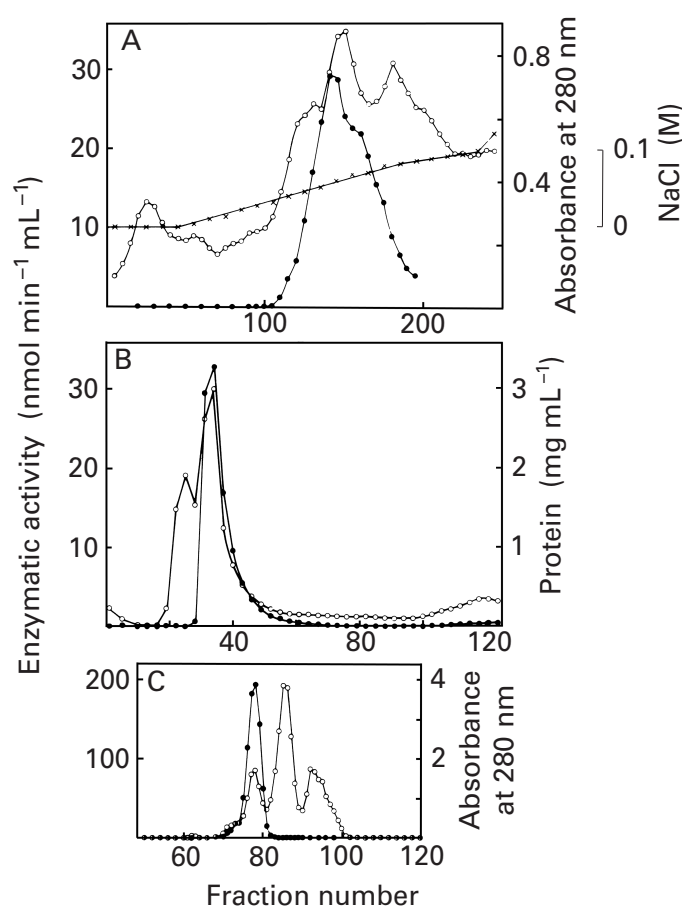 A
30
20
10
100
200
0.8
0.4
Absorbance at 280 nm
0.1
0
NaCl (M)
B
30
20
10
40
80
120
3
2
1
Protein (mg mL⁻¹)
Enzymatic activity (nmol min⁻¹ mL⁻¹)
C
200
100
60
80
100
120
4
2
Absorbance
at 280 nm
Fraction number